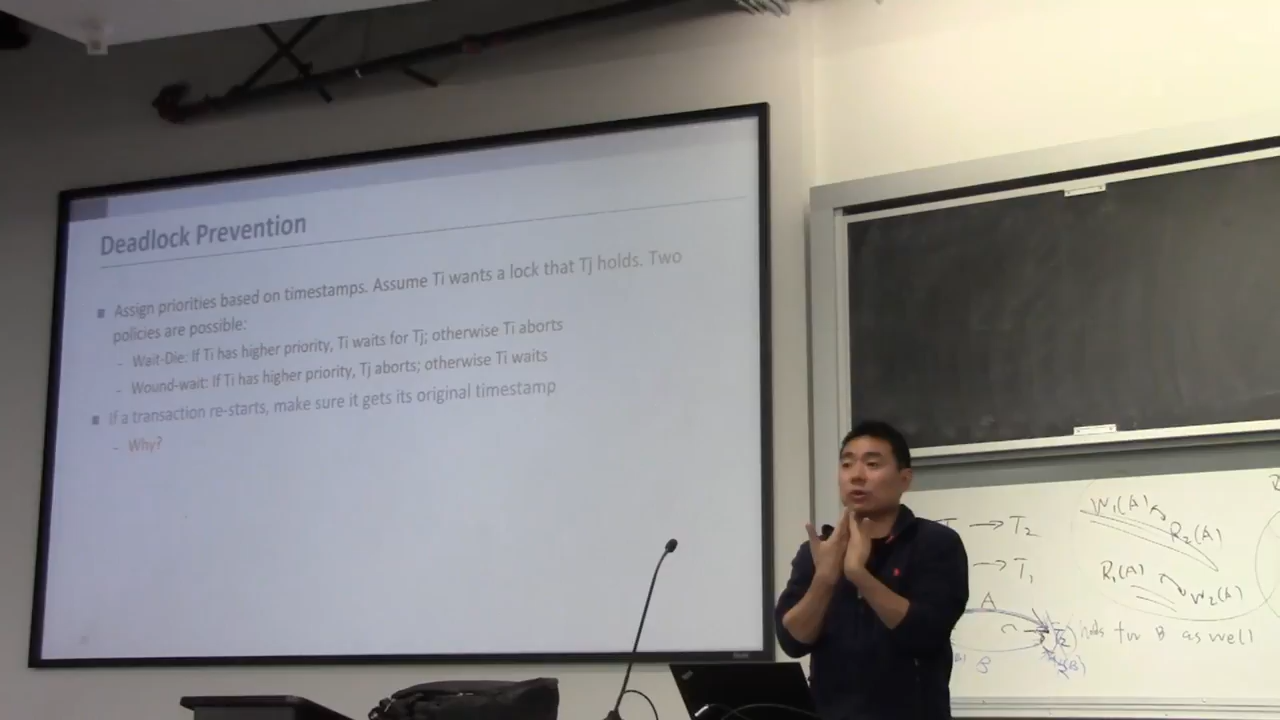 Deadlock Prevention
■ Assign priorities based on timestamps. Assume Ti wants a lock that Tj holds. Two
policies are possible:
- Wait-Die: If Ti has higher priority, Ti waits for Tj; otherwise Ti aborts
- Wound-wait: If Ti has higher priority, Tj aborts; otherwise Ti waits
■ If a transaction re-starts, make sure it gets its original timestamp
- Why?
→ T₂
→ T₁
W₁(A)
R₂(A)
R₁(A)
W₂(A)
A
holds for B as well
B